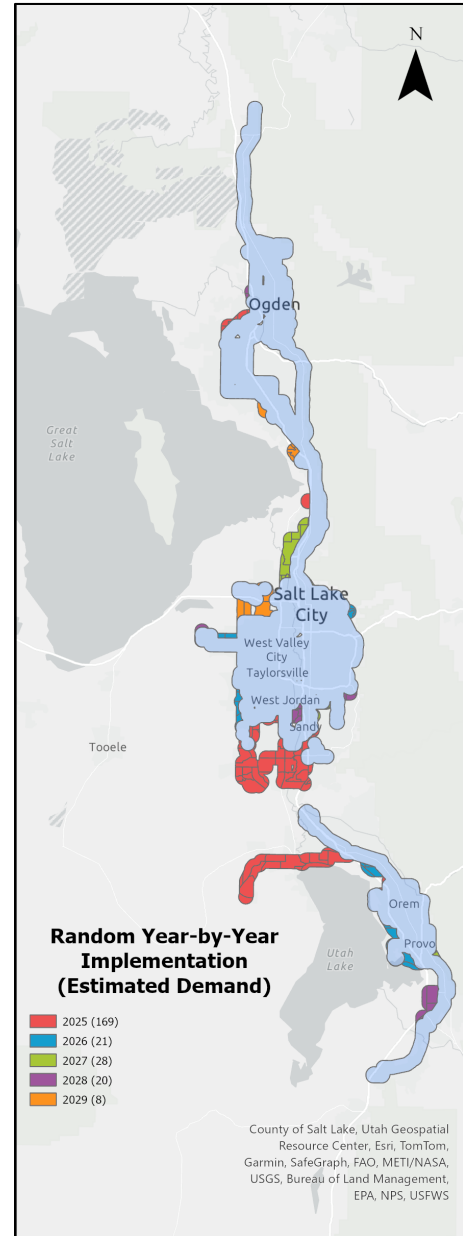 N
Ogden
Great
Salt
Lake
Salt Lake
City
West Valley
City
Taylorsville
West Jordan
Sandy
Tooele
Orem
Provo
Utah
Lake
Random Year-by-Year
Implementation
(Estimated Demand)
2025 (169)
2026 (21)
2027 (28)
2028 (20)
2029 (8)
County of Salt Lake, Utah Geospatial
Resource Center, Esri, TomTom,
Garmin, SafeGraph, FAO, METI/NASA,
USGS, Bureau of Land Management,
EPA, NPS, USFWS